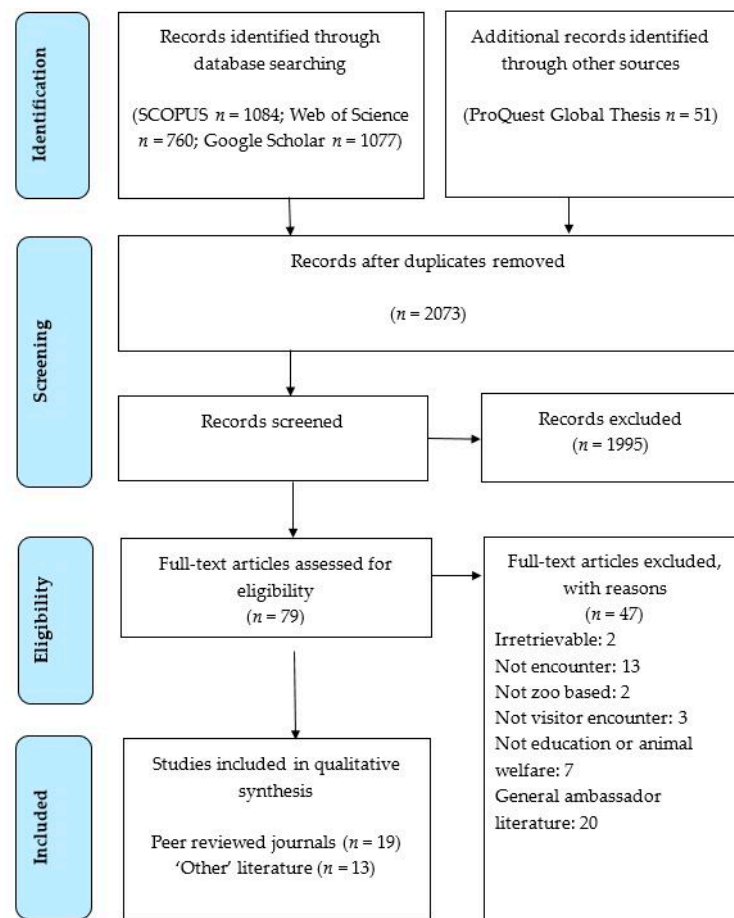 Identification
Records identified through
database searching
(SCOPUS n = 1084; Web of Science
n = 760; Google Scholar n = 1077)
Additional records identified
through other sources
(ProQuest Global Thesis n = 51)
Screening
Records after duplicates removed
(n = 2073)
Records screened
Records excluded
(n = 1995)
Eligibility
Full-text articles assessed for
eligibility
(n = 79)
Full-text articles excluded,
with reasons
(n = 47)
Irretrievable: 2
Not encounter: 13
Not zoo based: 2
Not visitor encounter: 3
Not education or animal
welfare: 7
General ambassador
literature: 20
Included
Studies included in qualitative
synthesis
Peer reviewed journals (n = 19)
'Other' literature (n = 13)